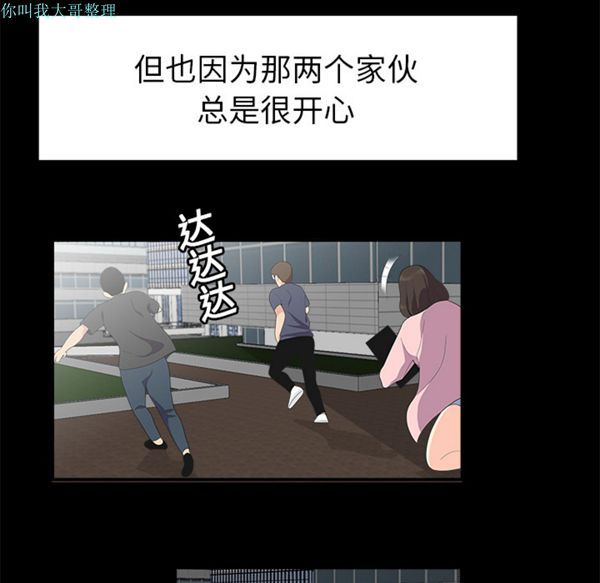 你叫我大哥整理
但也因为那两个家伙
总是很开心
达
达
达